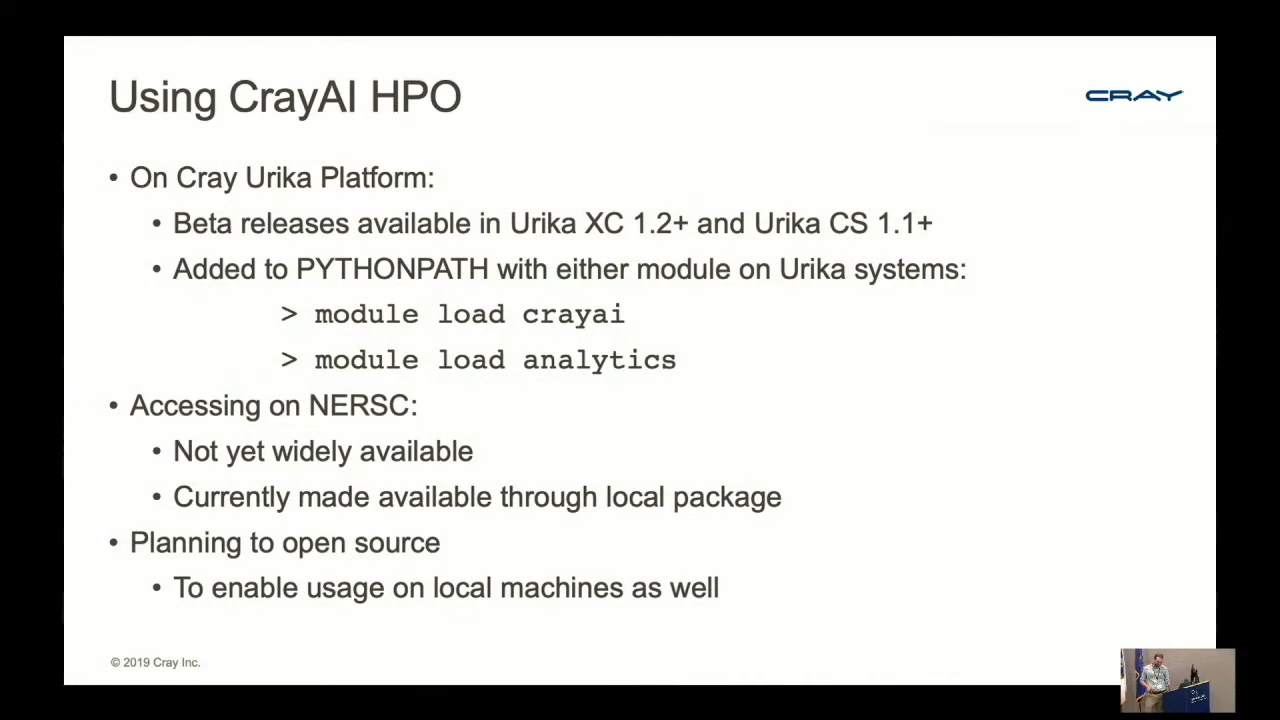 Using CrayAI HPO
CRAY
• On Cray Urika Platform:
• Beta releases available in Urika XC 1.2+ and Urika CS 1.1+
• Added to PYTHONPATH with either module on Urika systems:
> module load crayai
> module load analytics
• Accessing on NERSC:
• Not yet widely available
• Currently made available through local package
• Planning to open source
• To enable usage on local machines as well
© 2019 Cray Inc.